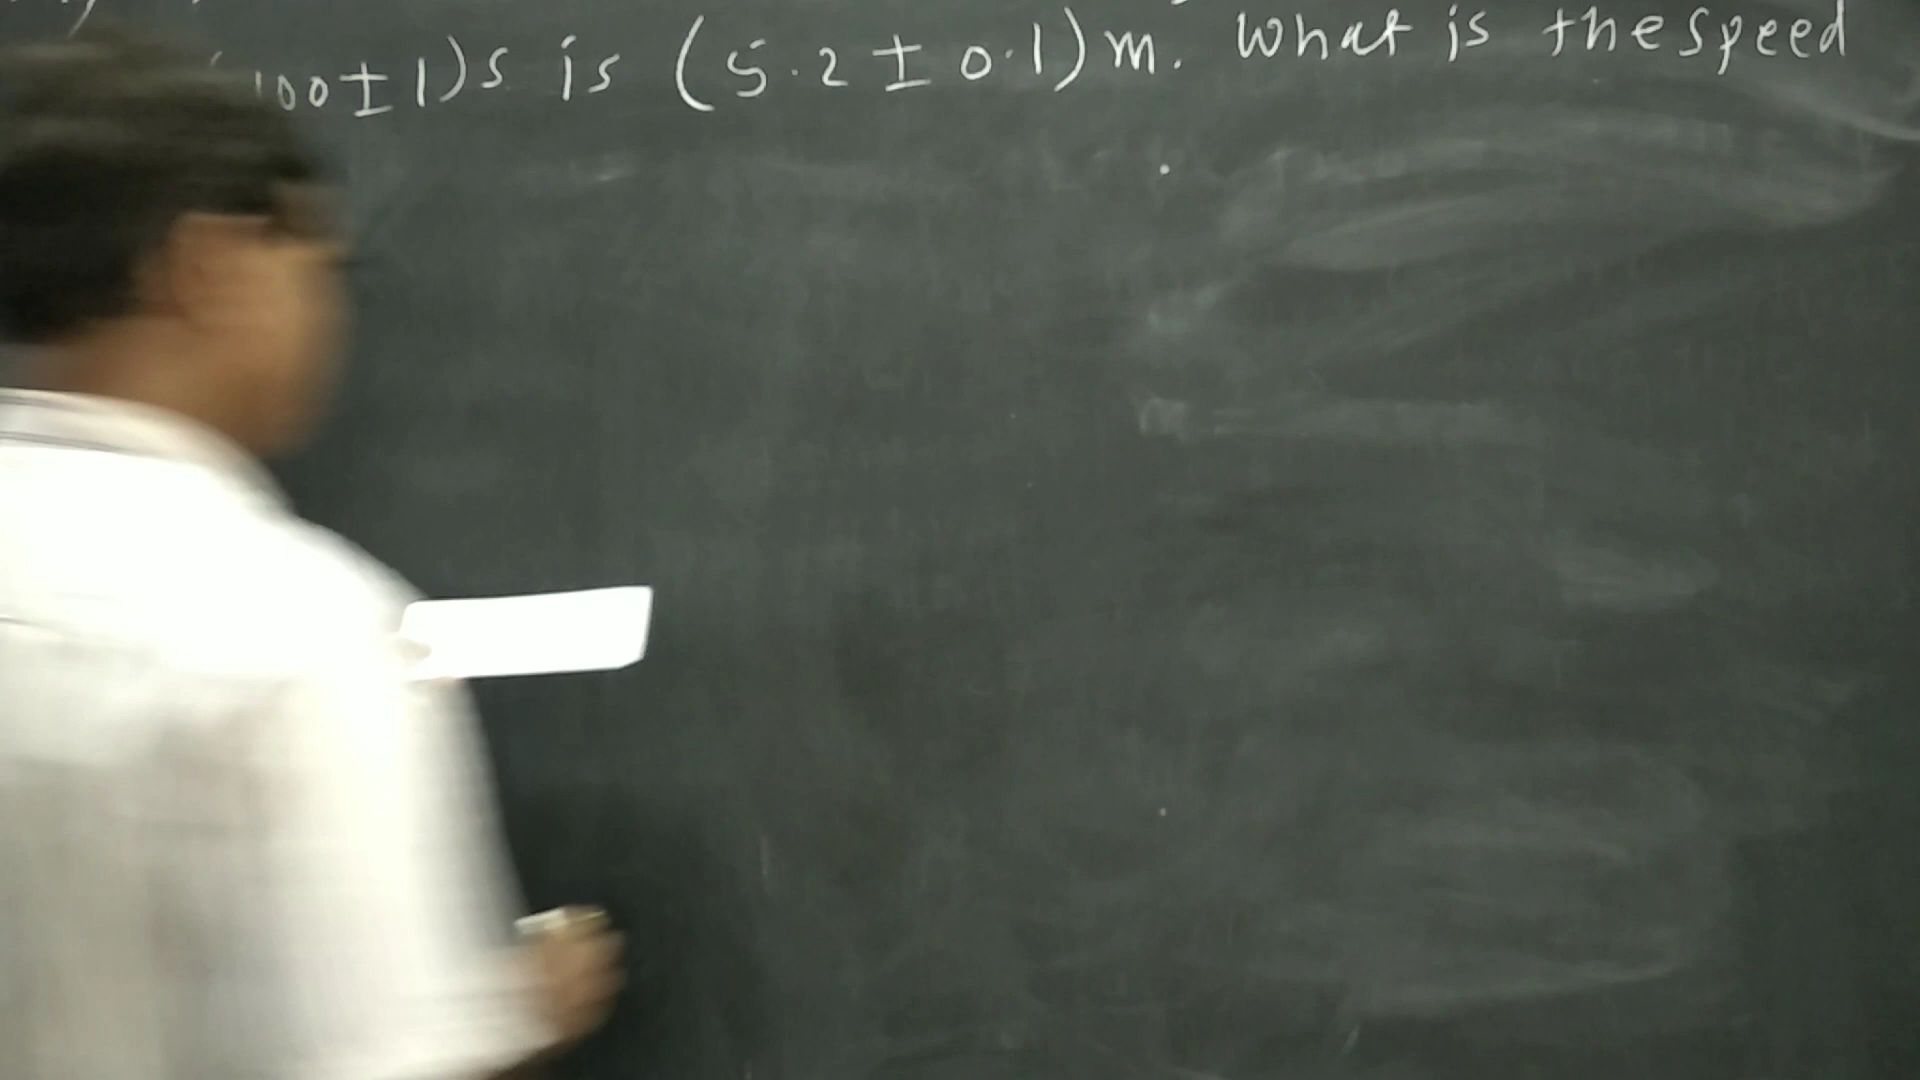 100 ± 1)s is (5.2 ± 0.1)m. What is the speed